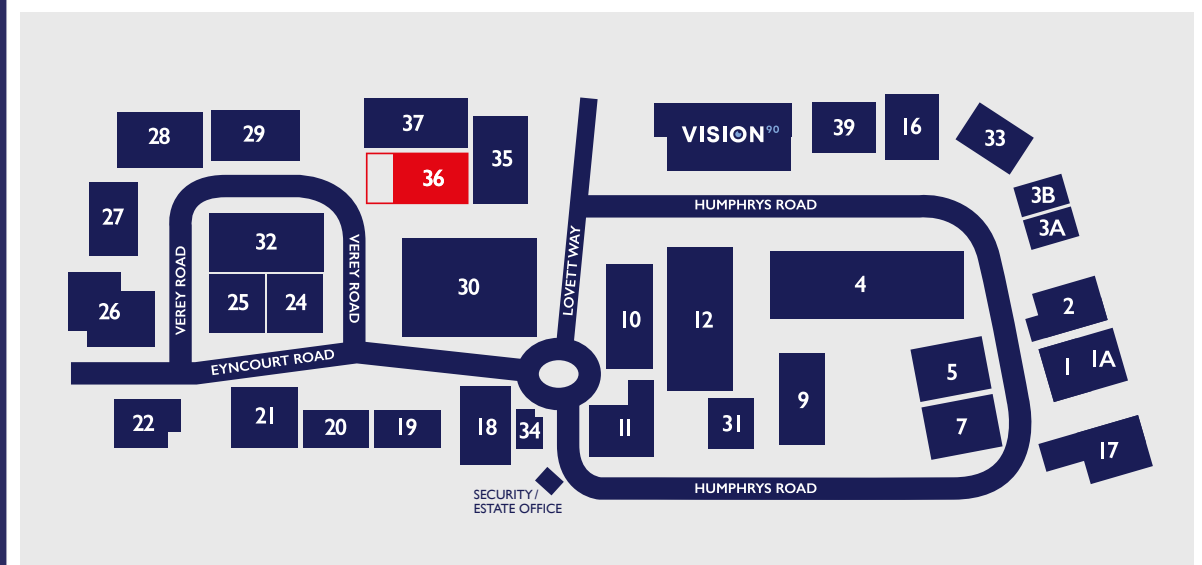 28
29
37
36
35
VISION90
39
16
33
27
32
25
24
26
VEREY ROAD
VEREY ROAD
30
LOVETT WAY
HUMPHRYS ROAD
3B
3A
10
12
4
2
1
1A
EYNCOURT ROAD
5
7
9
22
21
20
19
18
34
11
31
17
HUMPHRYS ROAD
SECURITY /
ESTATE OFFICE